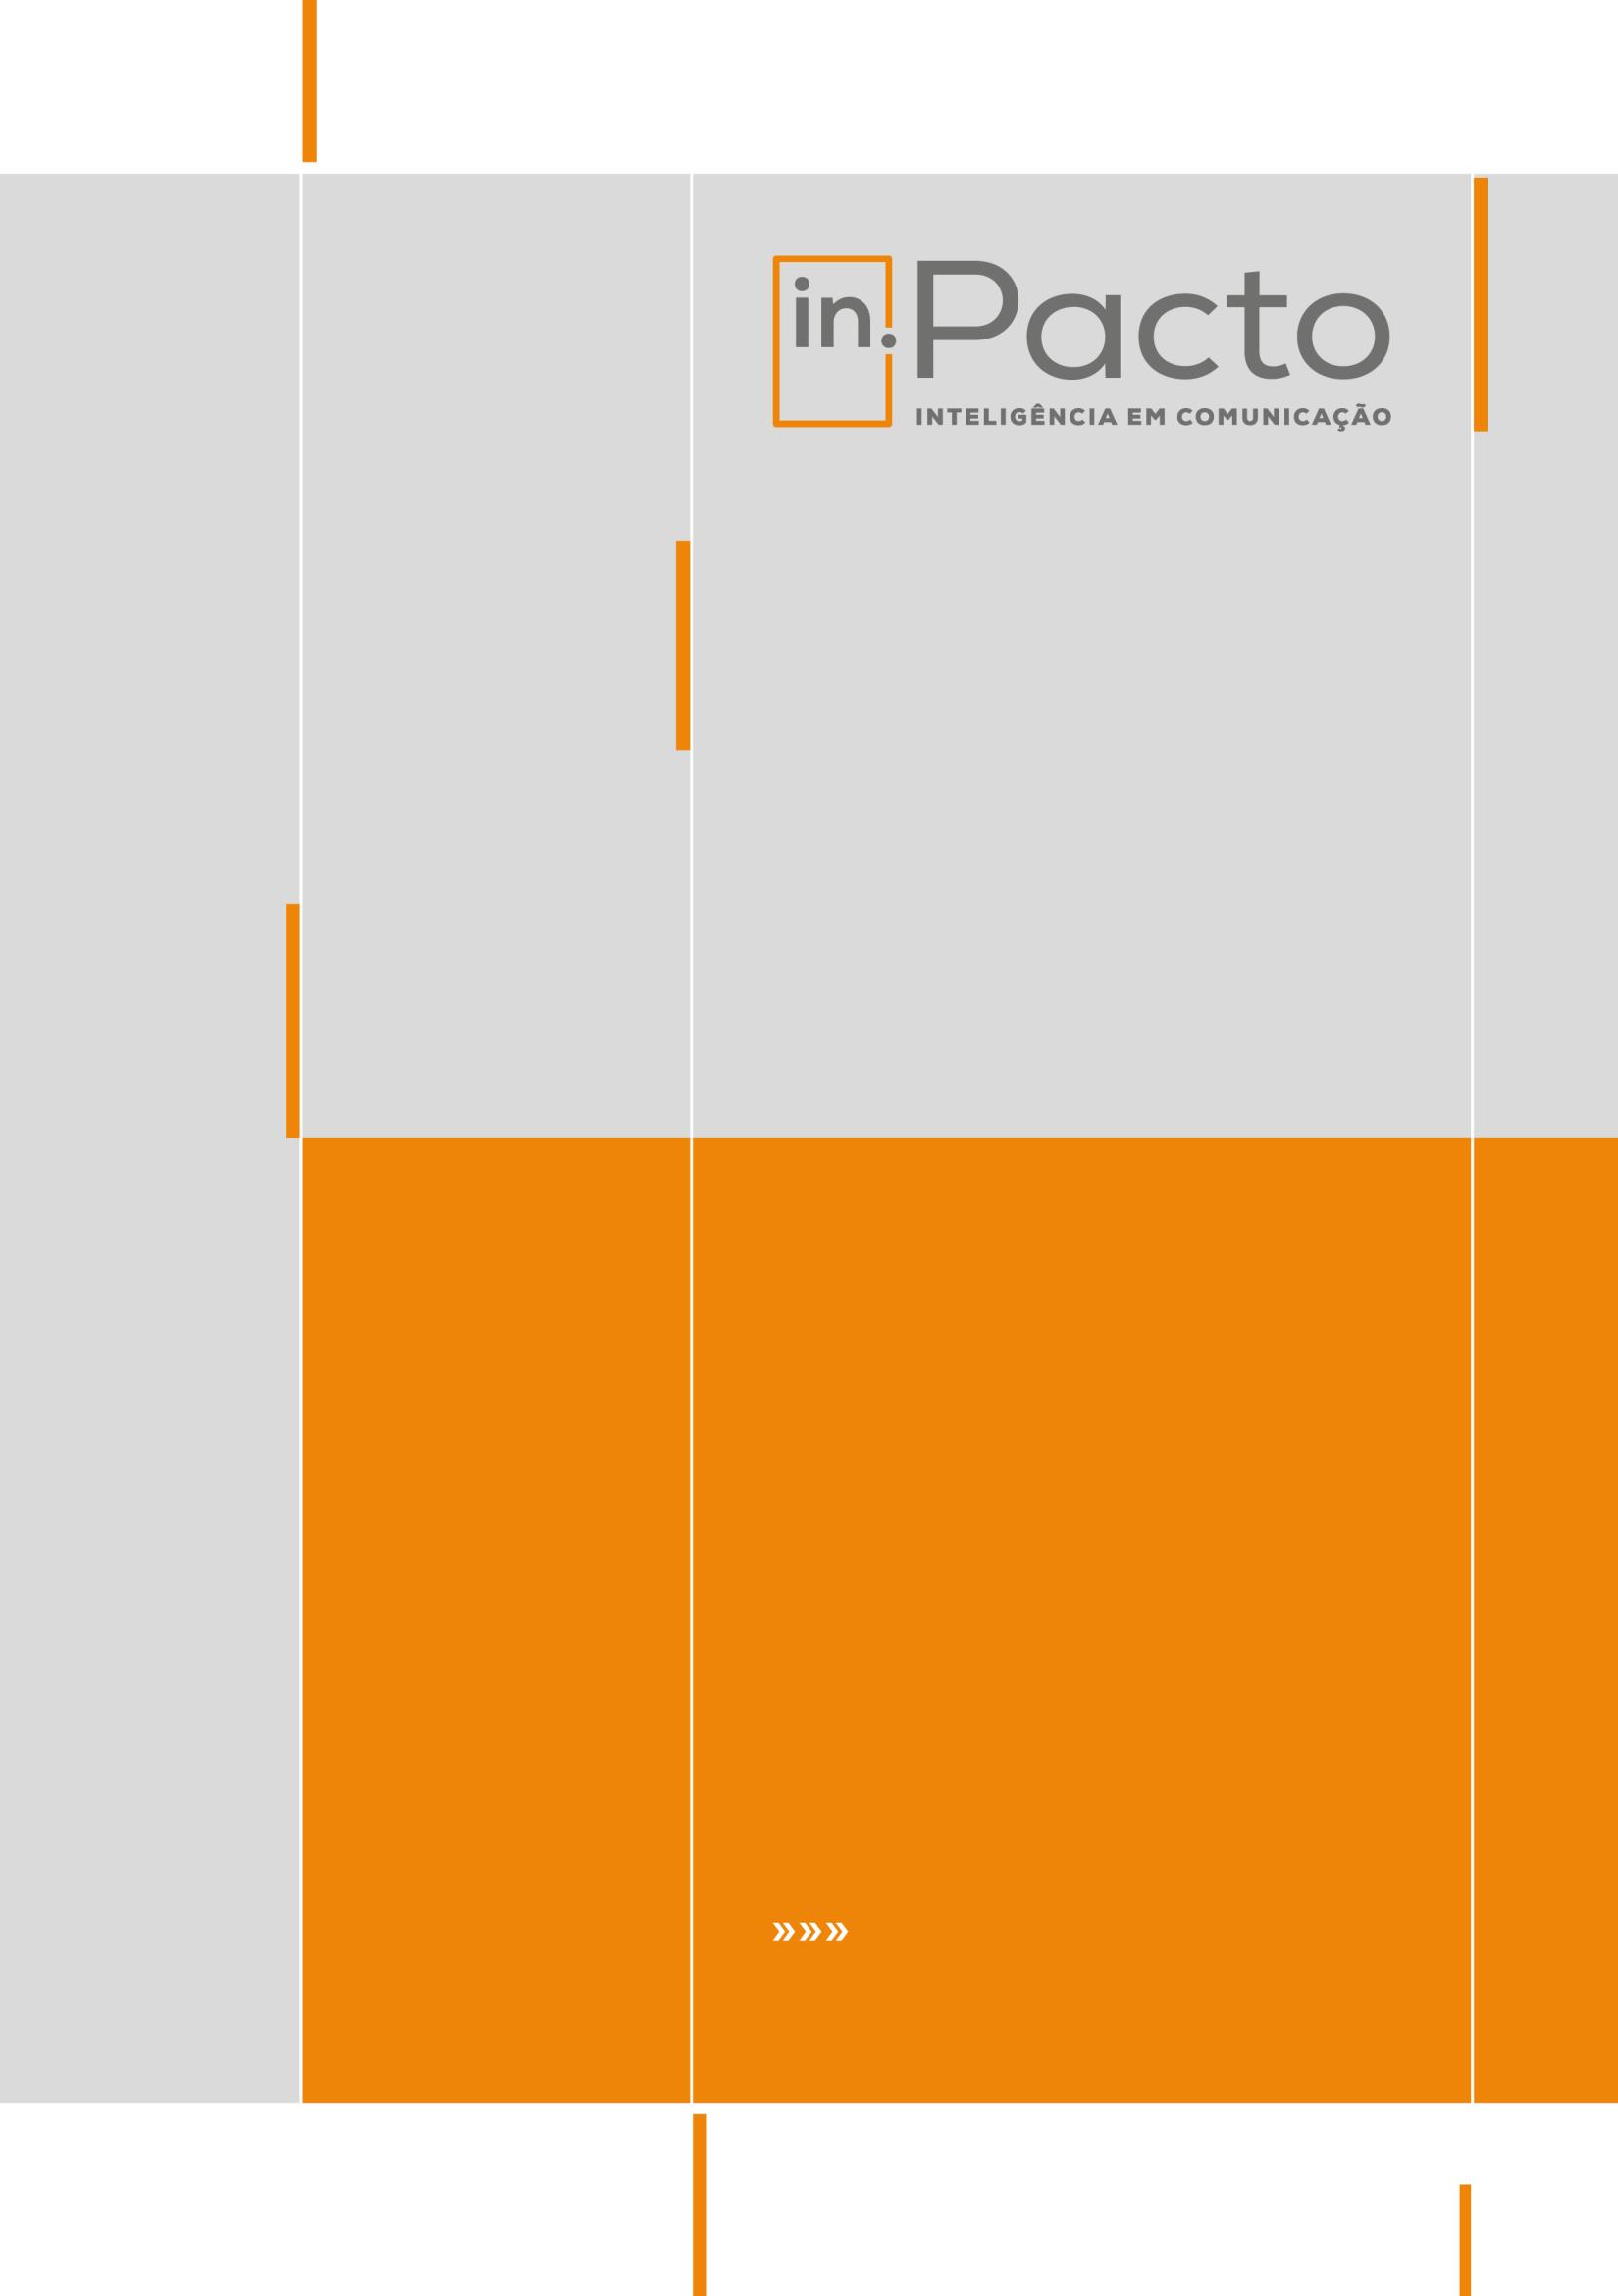 in.Pacto
INTELIGÊNCIA EM COMUNICAÇÃO
»»»